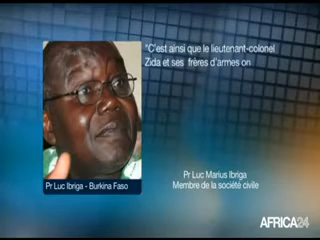 "C'est ainsi que le lieutenant-colonel
Zida et ses frères d'armes on
Pr Luc Ibriga - Burkina Faso
Pr Luc Marius Ibriga
Membre de la société civile
AFRICA24